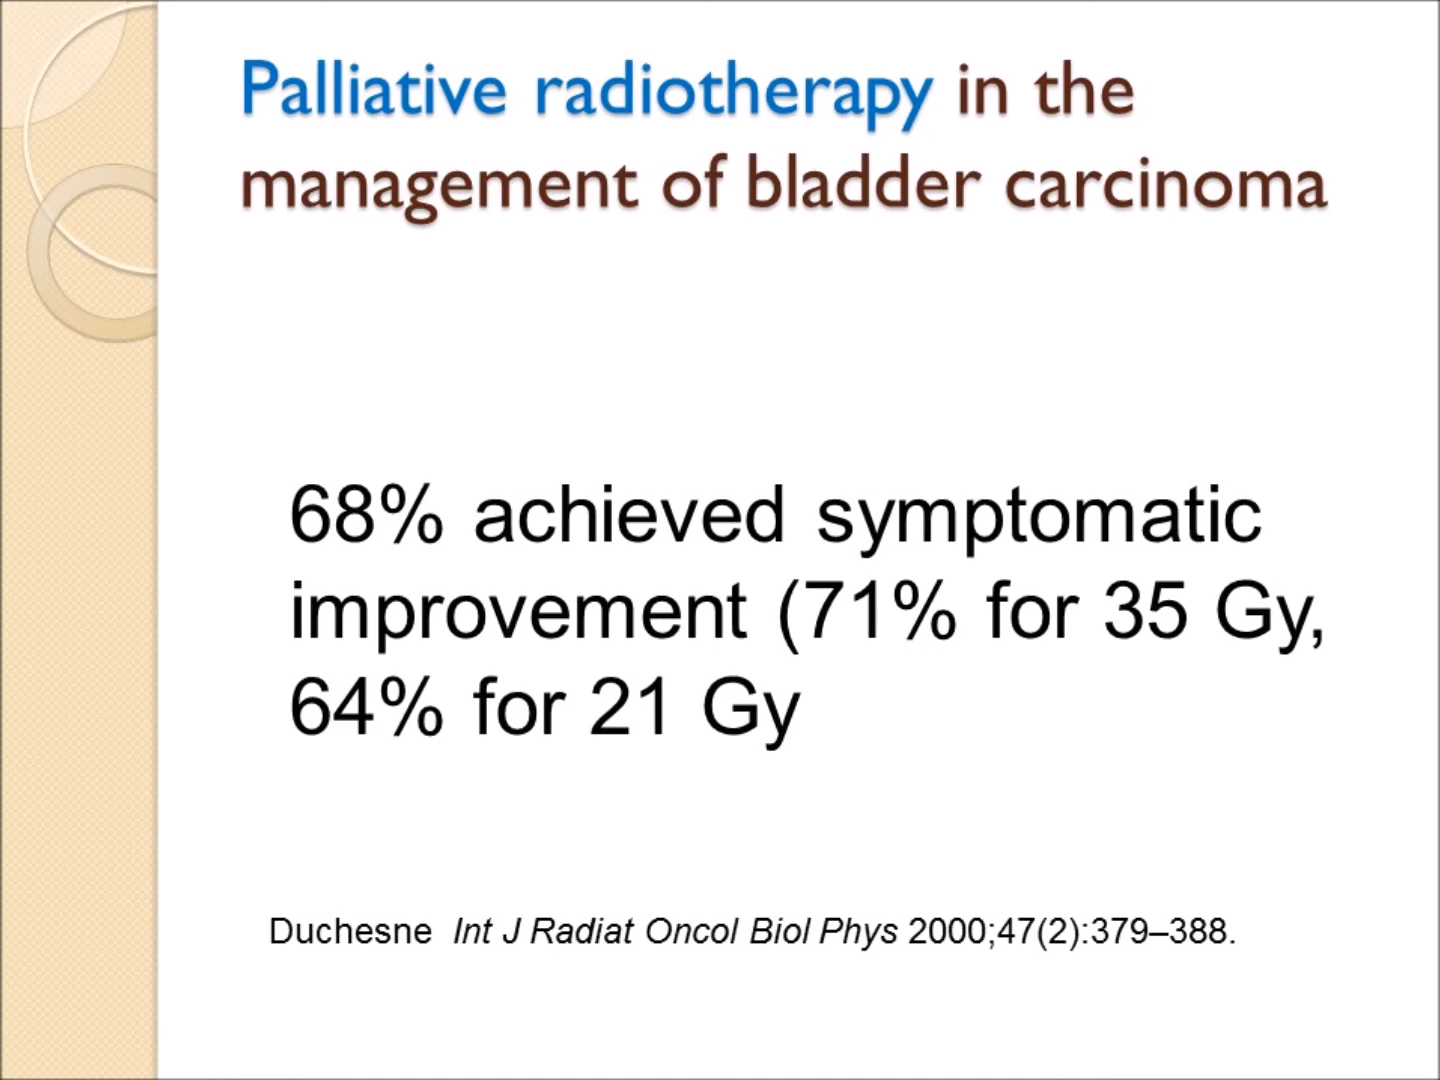 Palliative radiotherapy in the
management of bladder carcinoma
68% achieved symptomatic
improvement (71% for 35 Gy,
64% for 21 Gy
Duchesne Int J Radiat Oncol Biol Phys 2000;47(2):379–388.